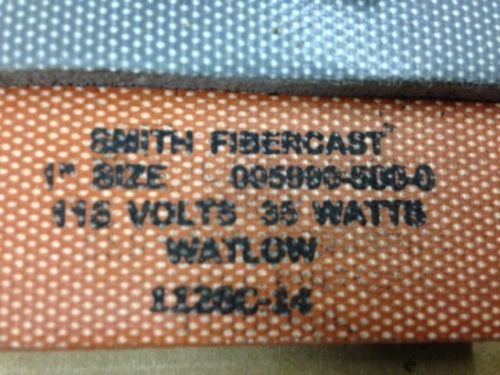 SMITH FIBERCAST
1" SIZE
115 VOLTS 35 WATTS
WATLOW